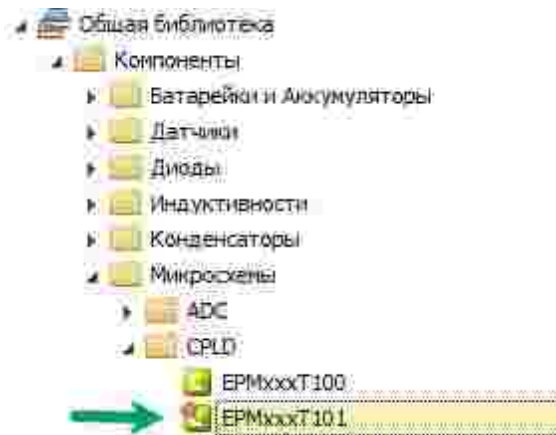 Общая библиотека
Компоненты
Батарейки и Аккумуляторы
Датчики
Диоды
Индуктивности
Конденсаторы
Микросхемы
ADC
CPLD
EPMxxxT100
EPMxxxT101